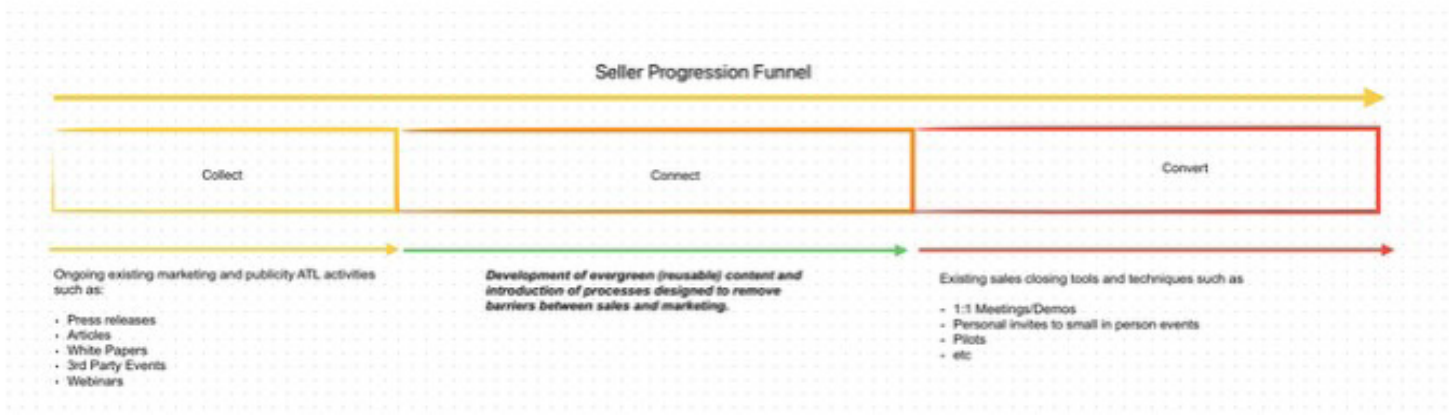 Seller Progression Funnel
Collect
Connect
Convert
Ongoing existing marketing and publicity ATL activities
such as:
• Press releases
• Articles
• White Papers
• 3rd Party Events
• Webinars
Development of evergreen (reusable) content and
introduction of processes designed to remove
barriers between sales and marketing.
Existing sales closing tools and techniques such as
- 1:1 Meetings/Demos
- Personal invites to small in person events
- Pilots
- etc